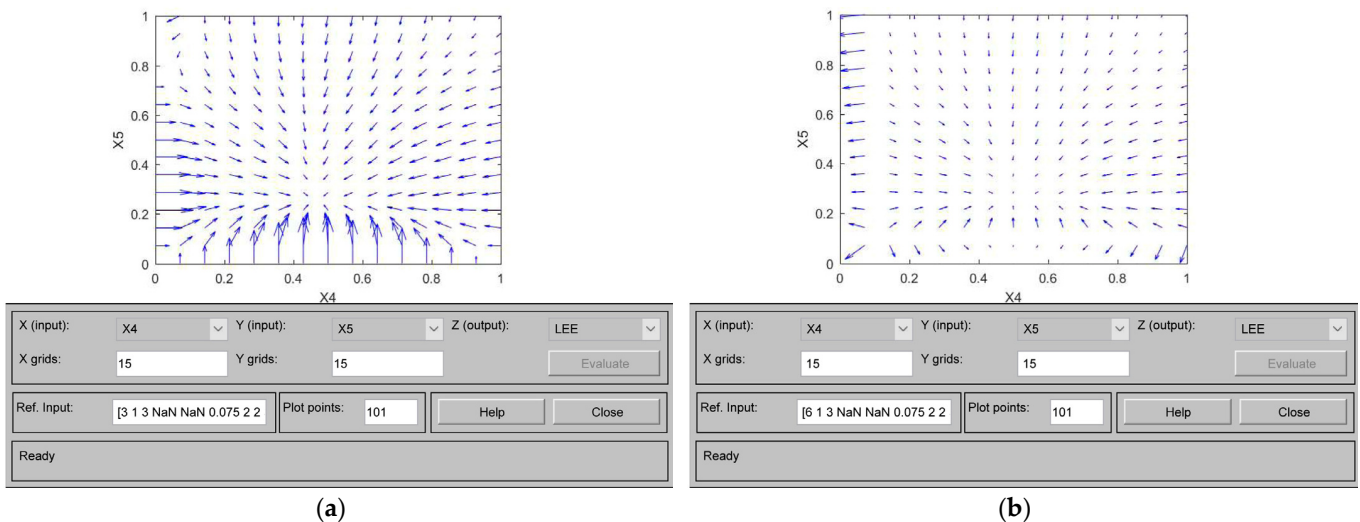 1
0.8
0.6
0.4
0.2
0
X5
0 0.2 0.4 0.6 0.8 1
X4
X (input): X4 Y (input): X5 Z (output): LEE
X grids: 15 Y grids: 15 Evaluate
Ref. Input: [3 1 3 NaN NaN 0.075 2 2 Plot points: 101 Help Close
Ready
(a)
1
0.8
0.6
0.4
0.2
0
X5
0 0.2 0.4 0.6 0.8 1
X4
X (input): X4 Y (input): X5 Z (output): LEE
X grids: 15 Y grids: 15 Evaluate
Ref. Input: [6 1 3 NaN NaN 0.075 2 2 Plot points: 101 Help Close
Ready
(b)